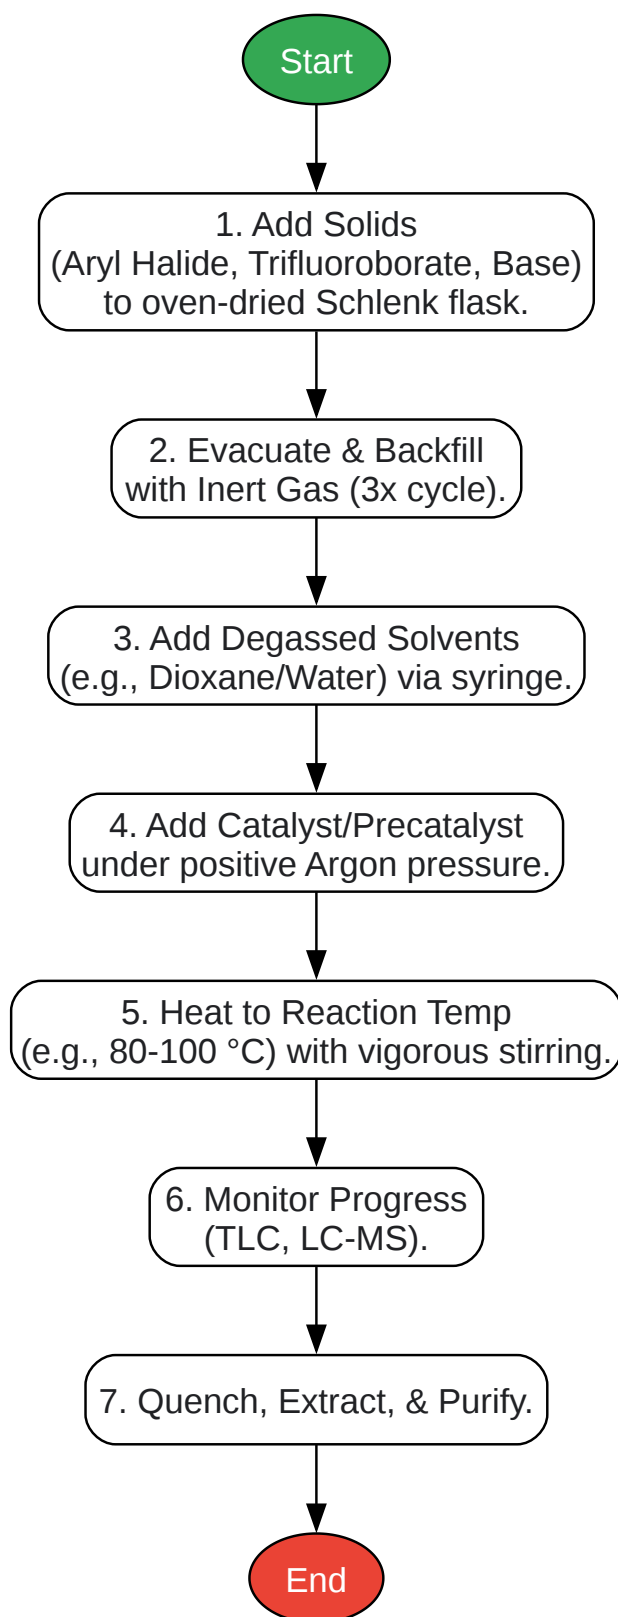 Start
1. Add Solids
(Aryl Halide, Trifluoroborate, Base)
to oven-dried Schlenk flask.
2. Evacuate & Backfill
with Inert Gas (3x cycle).
3. Add Degassed Solvents
(e.g., Dioxane/Water) via syringe.
4. Add Catalyst/Precatalyst
under positive Argon pressure.
5. Heat to Reaction Temp
(e.g., 80-100 °C) with vigorous stirring.
6. Monitor Progress
(TLC, LC-MS).
7. Quench, Extract, & Purify.
End